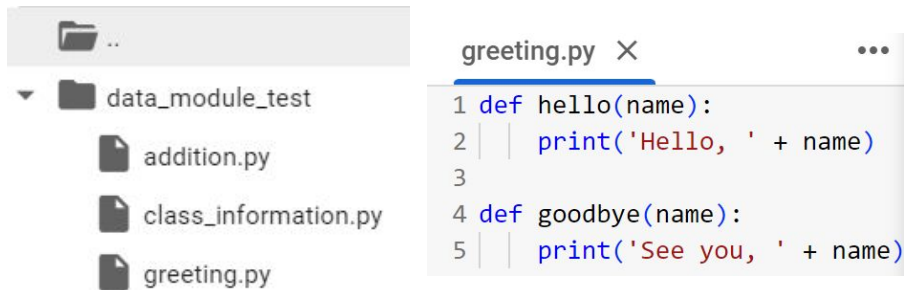 ..
data_module_test
addition.py
class_information.py
greeting.py
greeting.py ×
1 def hello(name):
2 print('Hello, ' + name)
3
4 def goodbye(name):
5 print('See you, ' + name)